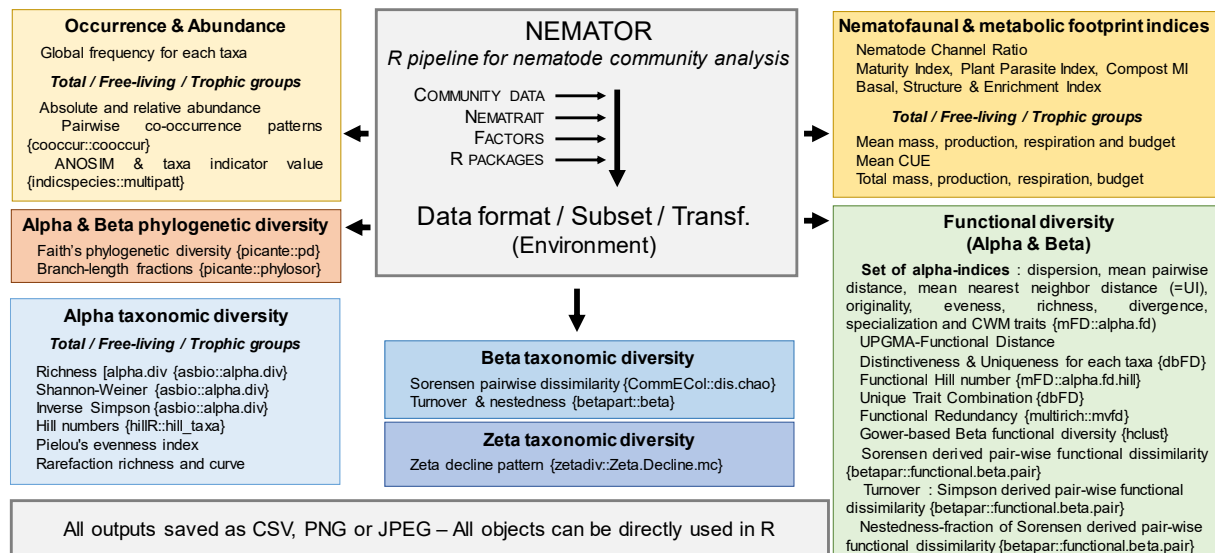 Occurrence & Abundance
Global frequency for each taxa
Total / Free-living / Trophic groups
Absolute and relative abundance
Pairwise co-occurrence patterns
{cooccur::cooccur}
ANOSIM & taxa indicator value
{indicspecies::multipatt}
Alpha & Beta phylogenetic diversity
Faith's phylogenetic diversity {picante::pd}
Branch-length fractions {picante::phylosor}
Alpha taxonomic diversity
Total / Free-living / Trophic groups
Richness [alpha.div {asbio::alpha.div}
Shannon-Weiner {asbio::alpha.div}
Inverse Simpson {asbio::alpha.div}
Hill numbers {hillR::hill_taxa}
Pielou's evenness index
Rarefaction richness and curve
NEMATOR
R pipeline for nematode community analysis
COMMUNITY DATA
NEMATRAIT
FACTORS
R PACKAGES
Data format / Subset / Transf.
(Environment)
Beta taxonomic diversity
Sorensen pairwise dissimilarity {CommECol::dis.chao}
Turnover & nestedness {betapart::beta}
Zeta taxonomic diversity
Zeta decline pattern {zetadiv::Zeta.Decline.mc}
Nematofaunal & metabolic footprint indices
Nematode Channel Ratio
Maturity Index, Plant Parasite Index, Compost MI
Basal, Structure & Enrichment Index
Total / Free-living / Trophic groups
Mean mass, production, respiration and budget
Mean CUE
Total mass, production, respiration, budget
Functional diversity
(Alpha & Beta)
Set of alpha-indices : dispersion, mean pairwise
distance, mean nearest neighbor distance (=UI),
originality, eveness, richness, divergence,
specialization and CWM traits {mFD::alpha.fd)
UPGMA-Functional Distance
Distinctiveness & Uniqueness for each taxa {dbFD}
Functional Hill number {mFD::alpha.fd.hill}
Unique Trait Combination {dbFD}
Functional Redundancy {multirich::mvfd}
Gower-based Beta functional diversity {hclust}
Sorensen derived pair-wise functional dissimilarity
{betapar::functional.beta.pair}
Turnover : Simpson derived pair-wise functional
dissimilarity {betapar::functional.beta.pair}
Nestedness-fraction of Sorensen derived pair-wise
functional dissimilarity {betapar::functional.beta.pair}
All outputs saved as CSV, PNG or JPEG – All objects can be directly used in R